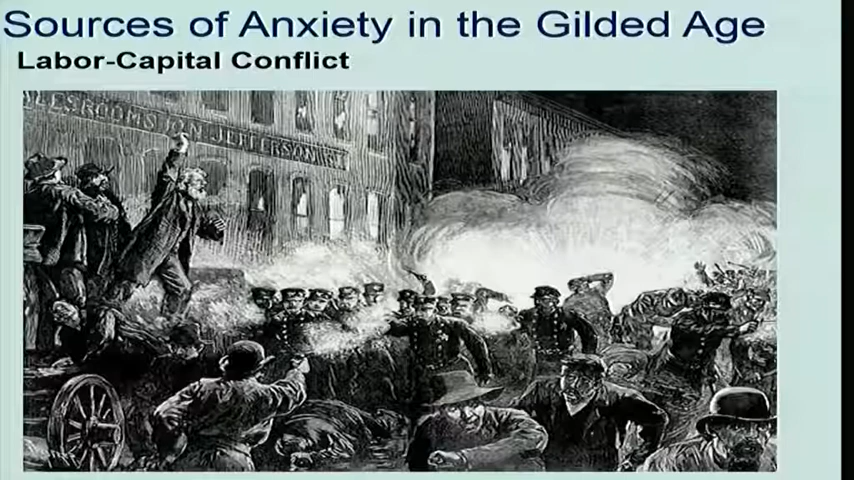 Sources of Anxiety in the Gilded Age
Labor-Capital Conflict